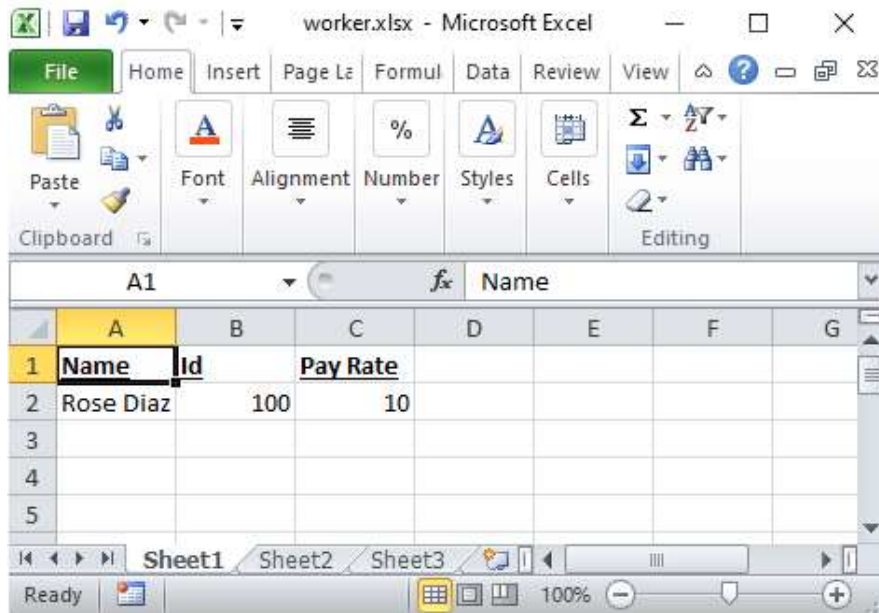 worker.xlsx - Microsoft Excel
File Home Insert Page La Formul Data Review View
Paste Font Alignment Number Styles Cells
Clipboard Editing
A1 fx Name
A B C D E F G
1 Name Id Pay Rate
2 Rose Diaz 100 10
3
4
5
Sheet1 Sheet2 Sheet3
Ready 100%